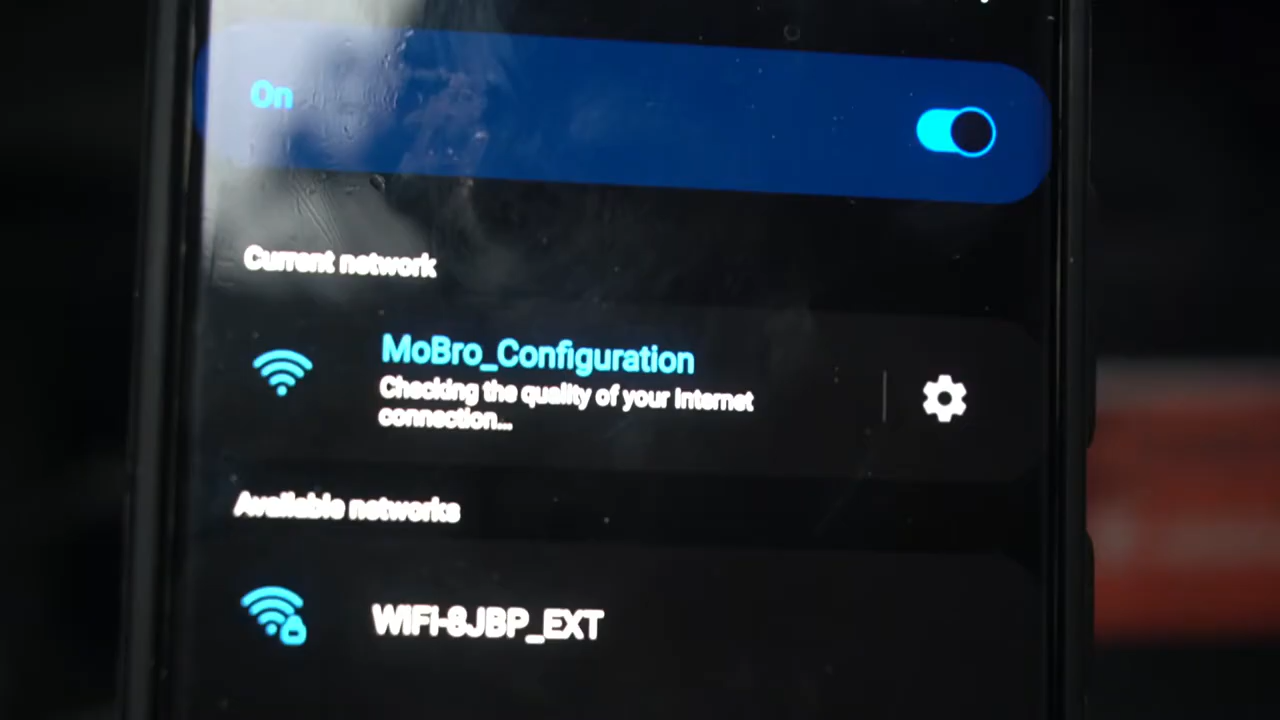 On
Current network
MoBro_Configuration
Checking the quality of your Internet
connection...
Available networks
WiFi-8JBP_EXT